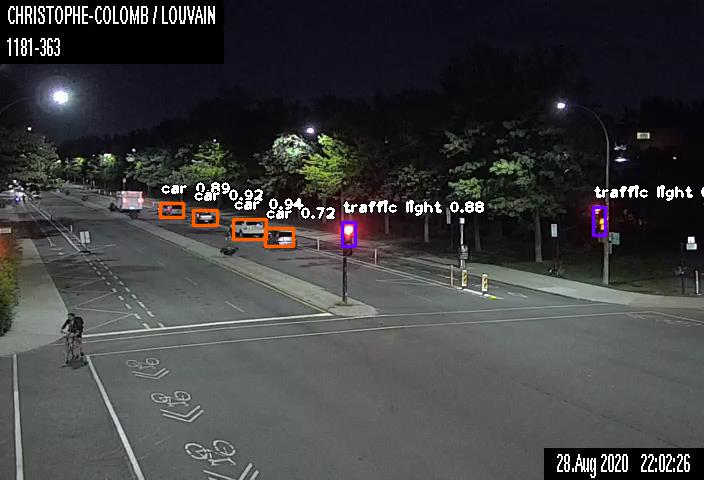 CHRISTOPHE-COLOMB / LOUVAIN
1181-363
car 0.89
car 0.92
car 0.94
car 0.72
traffic light 0.88
traffic light
28.Aug 2020 22:02:26